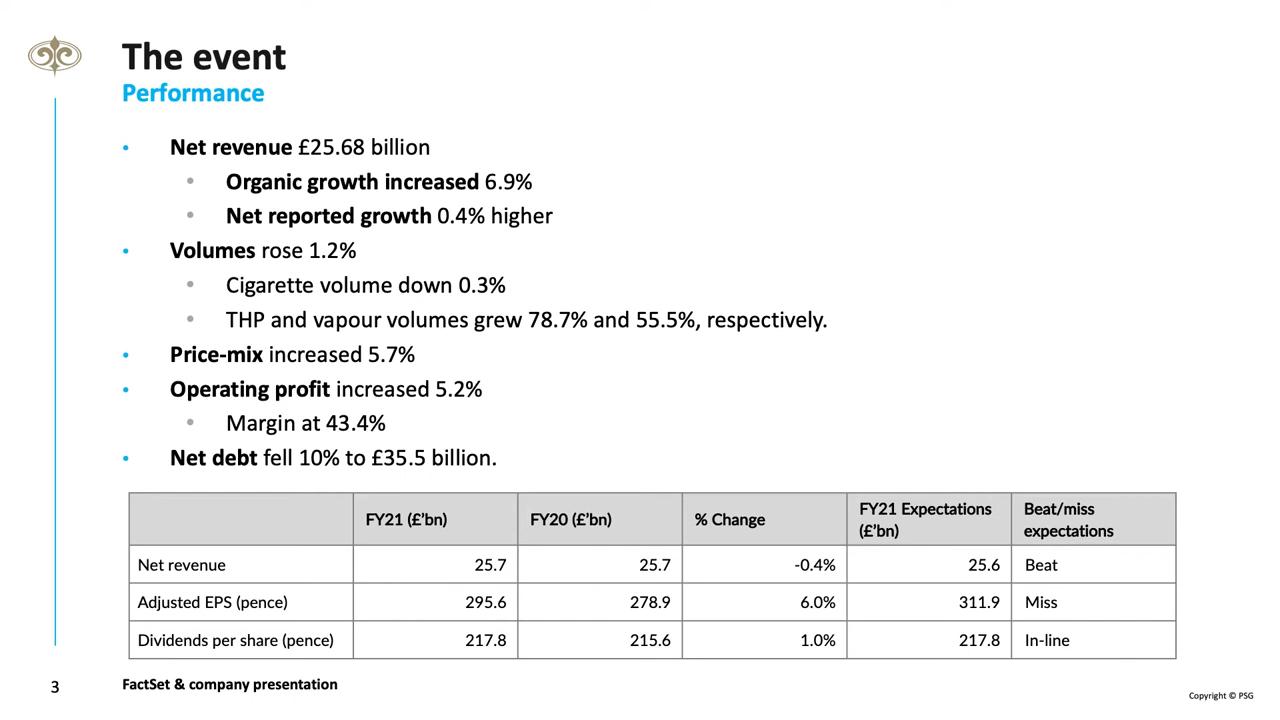 The event
Performance
• Net revenue £25.68 billion
• Organic growth increased 6.9%
• Net reported growth 0.4% higher
• Volumes rose 1.2%
• Cigarette volume down 0.3%
• THP and vapour volumes grew 78.7% and 55.5%, respectively.
• Price-mix increased 5.7%
• Operating profit increased 5.2%
• Margin at 43.4%
• Net debt fell 10% to £35.5 billion.
FY21 (£’bn) FY20 (£’bn) % Change FY21 Expectations (£’bn) Beat/miss expectations
Net revenue 25.7 25.7 -0.4% 25.6 Beat
Adjusted EPS (pence) 295.6 278.9 6.0% 311.9 Miss
Dividends per share (pence) 217.8 215.6 1.0% 217.8 In-line
3
FactSet & company presentation
Copyright © PSG